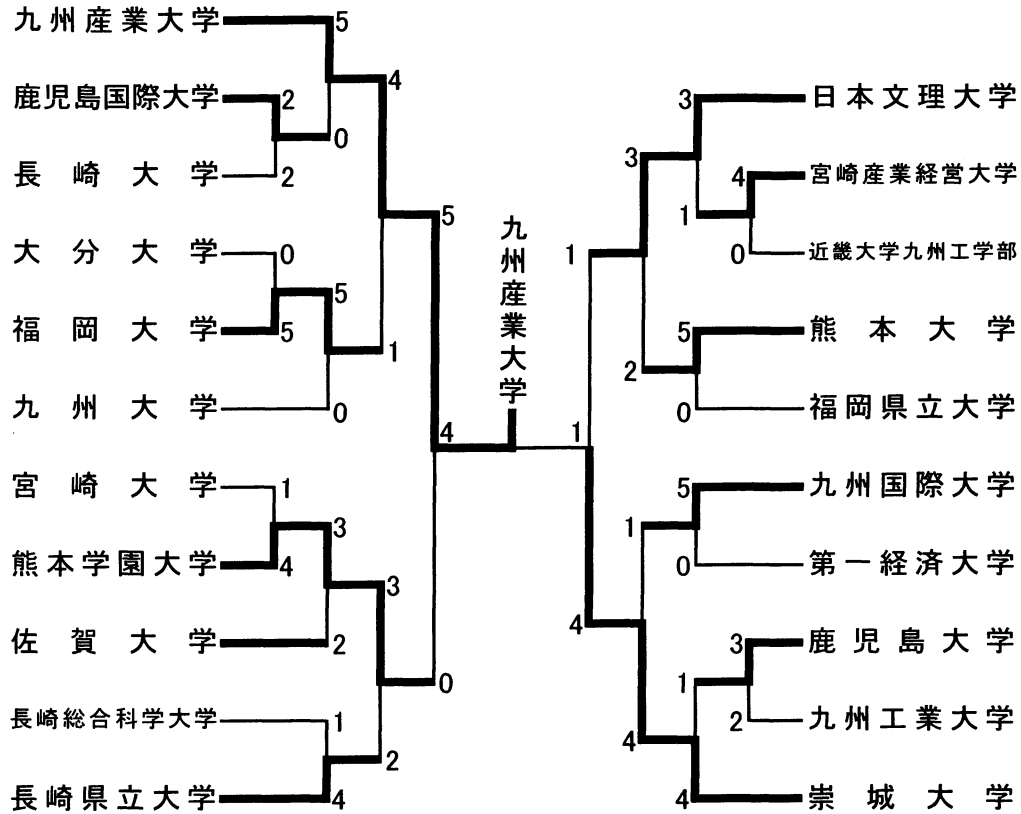 九州産業大学
5
4
鹿児島国際大学
2
0
長崎大学
2
5
大分大学
0
5
福岡大学
5
1
九州大学
0
4
宮崎大学
1
3
熊本学園大学
4
3
佐賀大学
2
0
長崎総合科学大学
1
2
長崎県立大学
4
九州産業大学
3
日本文理大学
3
4
宮崎産業経営大学
1
1
0
近畿大学九州工学部
5
熊本大学
2
0
福岡県立大学
1
5
九州国際大学
1
0
第一経済大学
4
3
鹿児島大学
1
2
九州工業大学
4
4
崇城大学